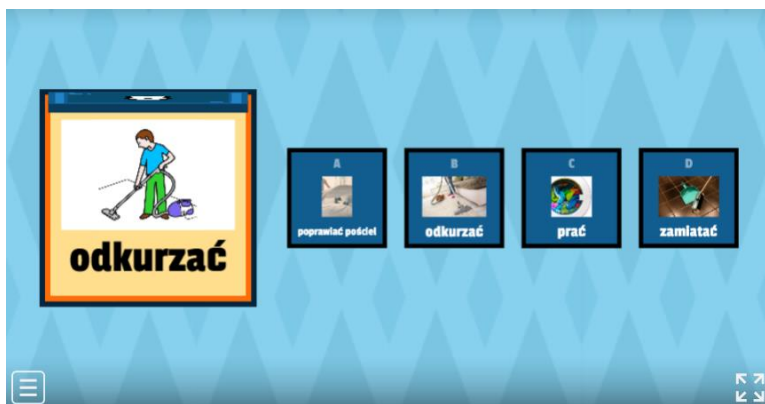 odkurzać
A
poprawiać pościel
B
odkurzać
C
prać
D
zamiatać